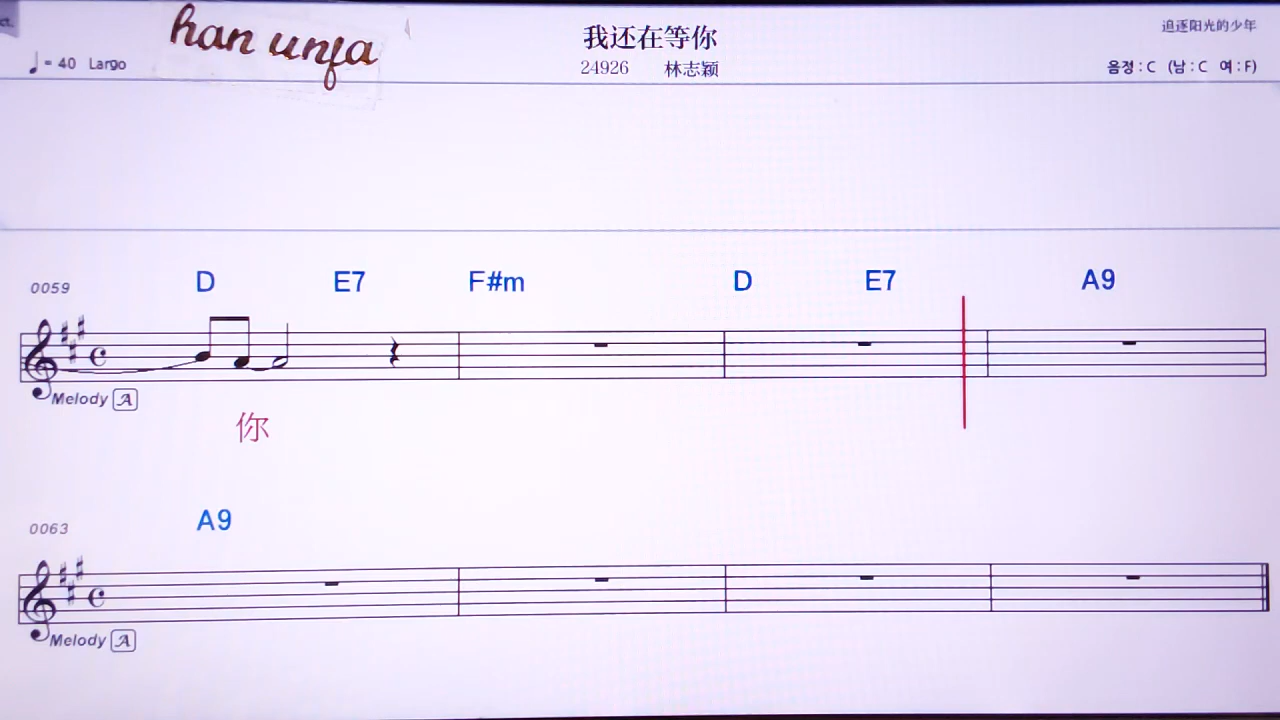 ct.
han unfa
我还在等你
追逐阳光的少年
♩= 40 Largo
24926 林志颖
음정 : C (남 : C 여 : F)
0059 D E7 F#m D E7 A9
Melody A
你
0063 A9
Melody A